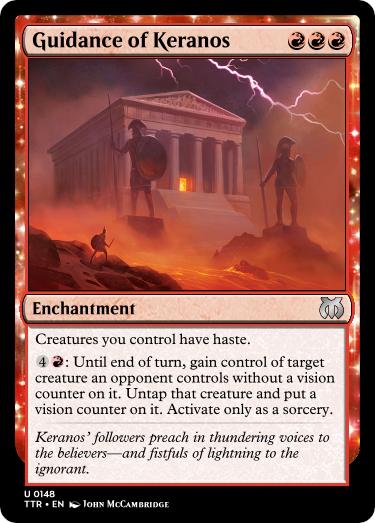 Guidance of Keranos
Enchantment
Creatures you control have haste.
4 : Until end of turn, gain control of target
creature an opponent controls without a vision
counter on it. Untap that creature and put a
vision counter on it. Activate only as a sorcery.
Keranos’ followers preach in thundering voices to
the believers—and fistfuls of lightning to the
ignorant.
U 0148
TTR • EN JOHN MCCAMBRIDGE